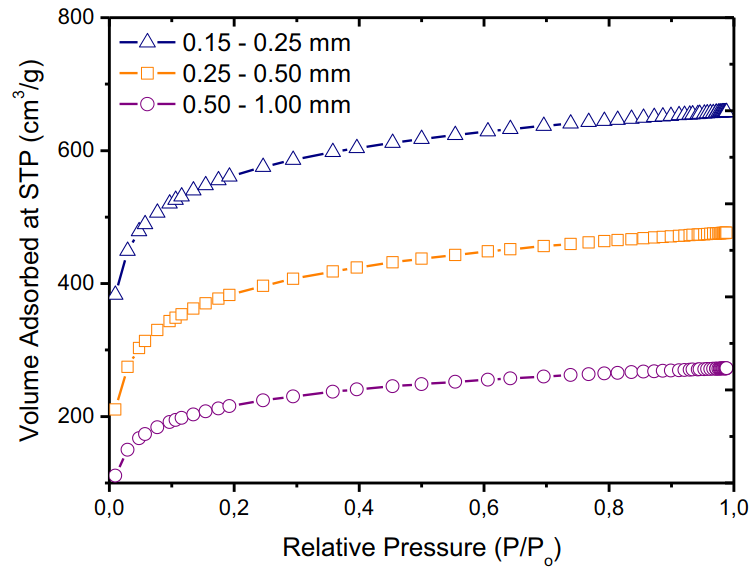 800
600
400
200
0.15 - 0.25 mm
0.25 - 0.50 mm
0.50 - 1.00 mm
Volume Adsorbed at STP (cm³/g)
0,0 0,2 0,4 0,6 0,8 1,0
Relative Pressure (P/Pₒ)